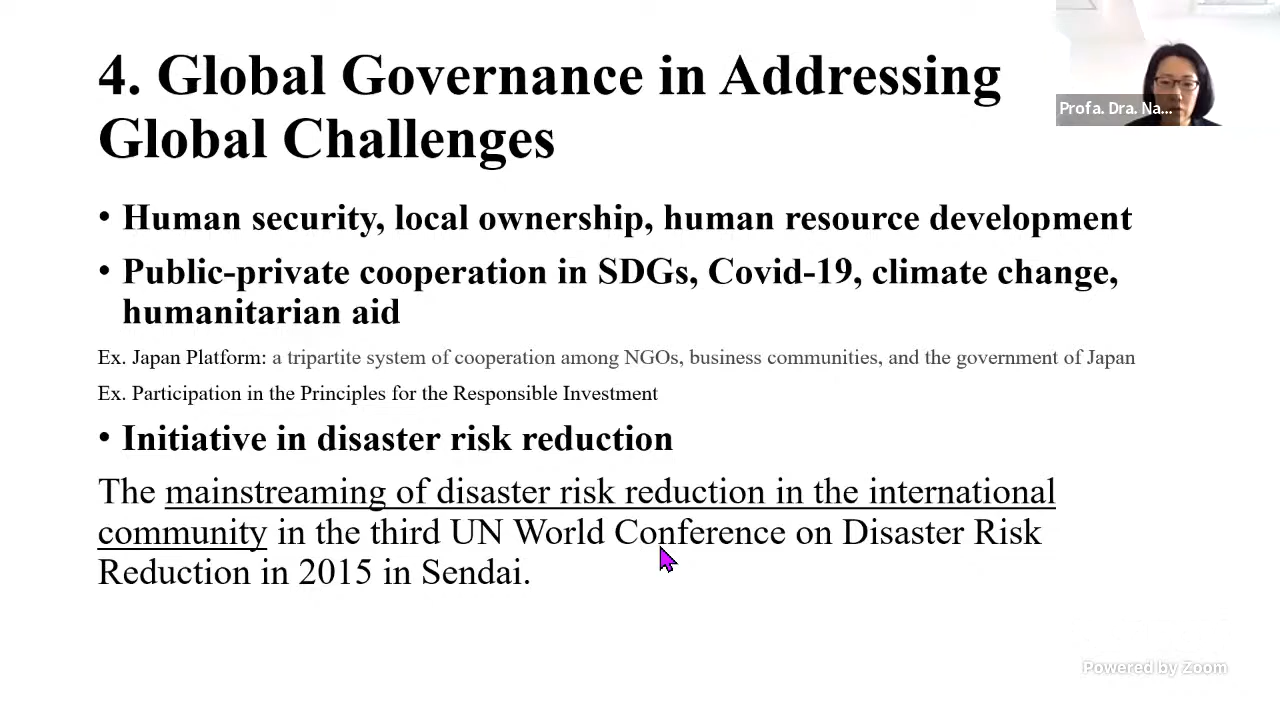 4. Global Governance in Addressing
Global Challenges
Profa. Dra. Na...
• Human security, local ownership, human resource development
• Public-private cooperation in SDGs, Covid-19, climate change,
humanitarian aid
Ex. Japan Platform: a tripartite system of cooperation among NGOs, business communities, and the government of Japan
Ex. Participation in the Principles for the Responsible Investment
• Initiative in disaster risk reduction
The mainstreaming of disaster risk reduction in the international
community in the third UN World Conference on Disaster Risk
Reduction in 2015 in Sendai.
Powered by Zoom